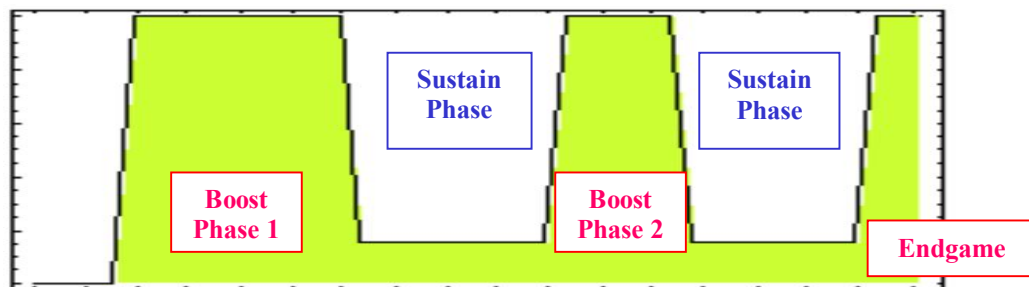 Sustain
Phase
Sustain
Phase
Boost
Phase 1
Boost
Phase 2
Endgame